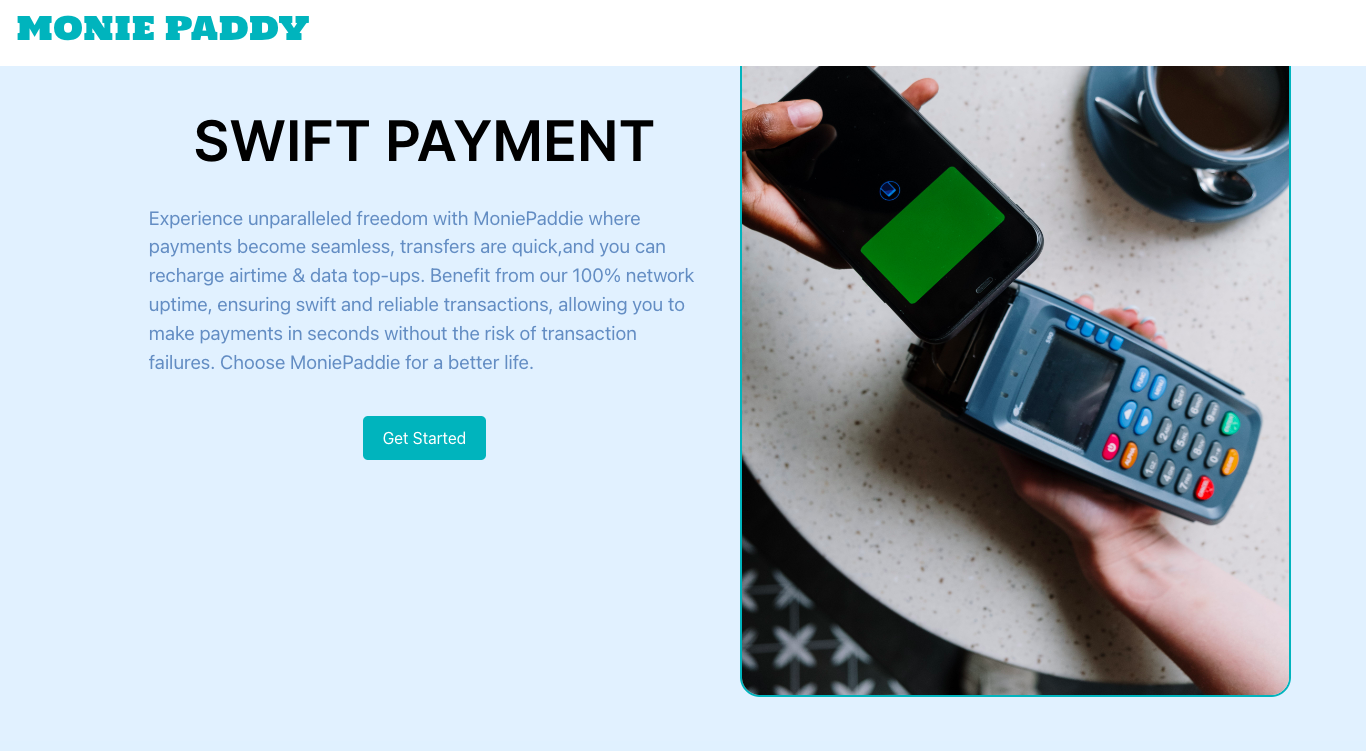 MONIE PADDY
SWIFT PAYMENT
Experience unparalleled freedom with MoniePaddie where
payments become seamless, transfers are quick,and you can
recharge airtime & data top-ups. Benefit from our 100% network
uptime, ensuring swift and reliable transactions, allowing you to
make payments in seconds without the risk of transaction
failures. Choose MoniePaddie for a better life.
Get Started